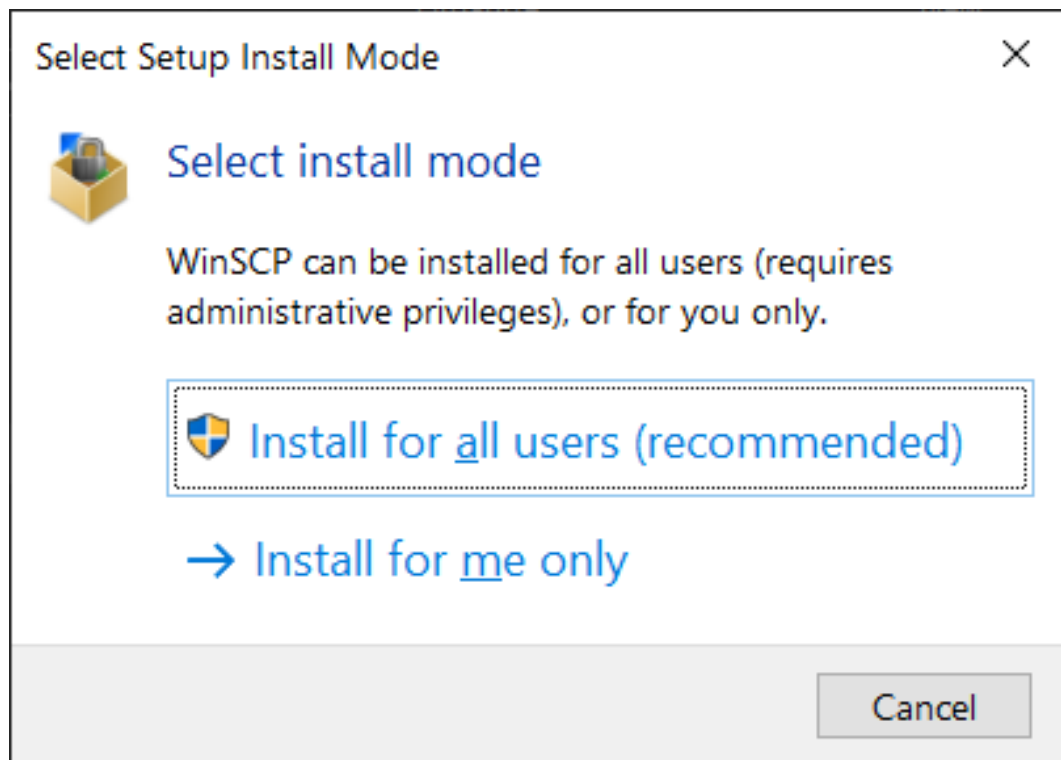 Select Setup Install Mode
Select install mode
WinSCP can be installed for all users (requires
administrative privileges), or for you only.
Install for all users (recommended)
→ Install for me only
Cancel